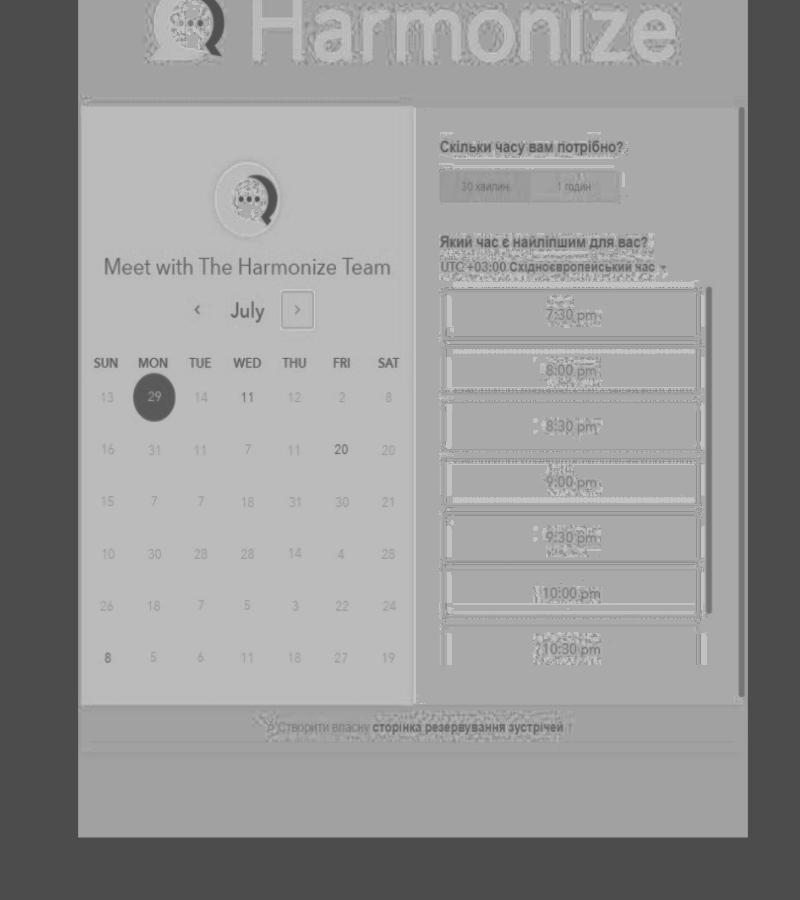 Harmonize
Meet with The Harmonize Team
‹ July ›
SUN MON TUE WED THU FRI SAT
13 29 14 11 12 2 8
16 31 11 7 11 20 20
15 7 7 18 31 30 21
10 30 28 28 14 4 28
26 18 7 5 3 22 24
8 5 6 11 18 27 19
Скільки часу вам потрібно?
30 хвилин 1 годин
Який час є найліпшим для вас?
UTC +03:00 Східноєвропейський час
7:30 pm
8:00 pm
8:30 pm
9:00 pm
9:30 pm
10:00 pm
10:30 pm
Створити власну сторінка резервування зустрічей